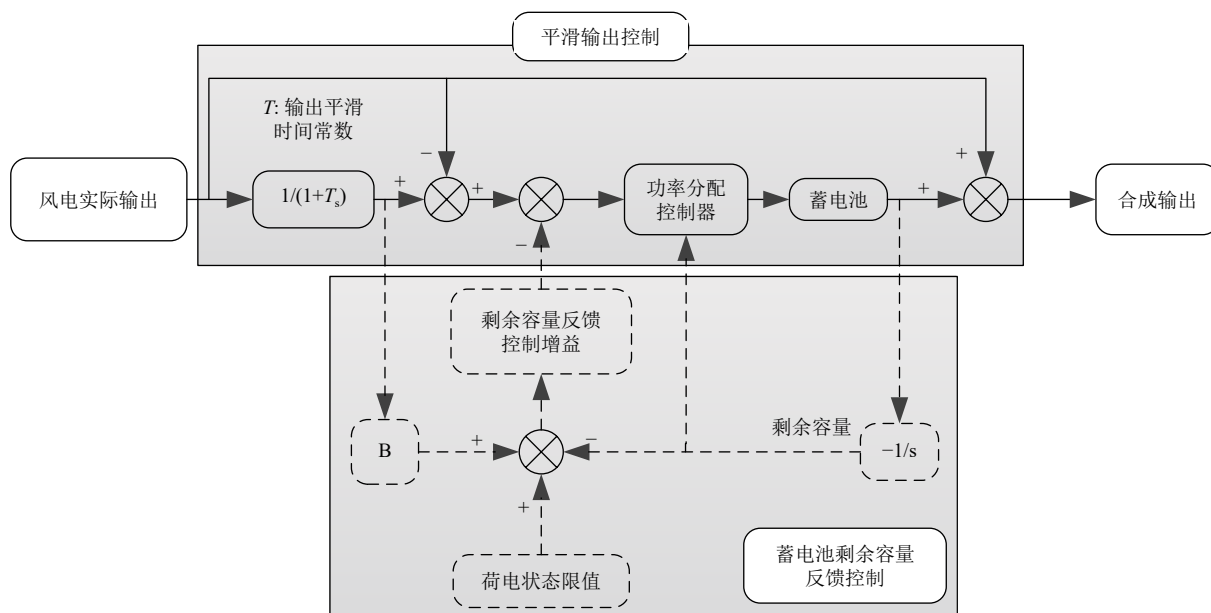 平滑输出控制
T: 输出平滑
时间常数
风电实际输出
1/(1+Ts)
−
+
+
−
功率分配
控制器
蓄电池
+
+
合成输出
剩余容量反馈
控制增益
B
+
−
剩余容量
−1/s
+
荷电状态限值
蓄电池剩余容量
反馈控制